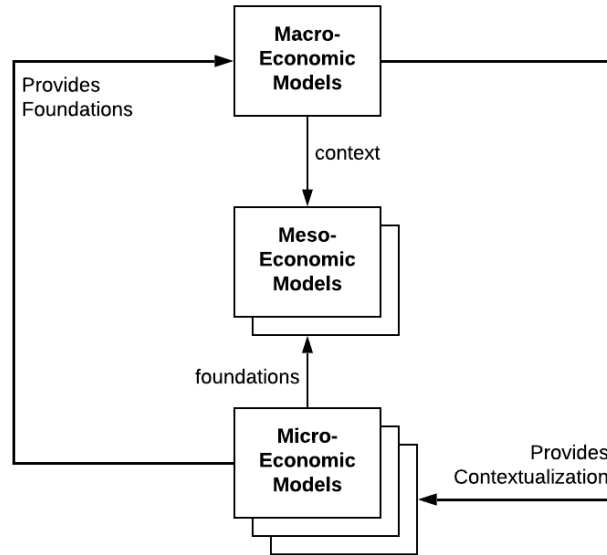 Macro-
Economic
Models
Provides
Foundations
context
Meso-
Economic
Models
foundations
Micro-
Economic
Models
Provides
Contextualization